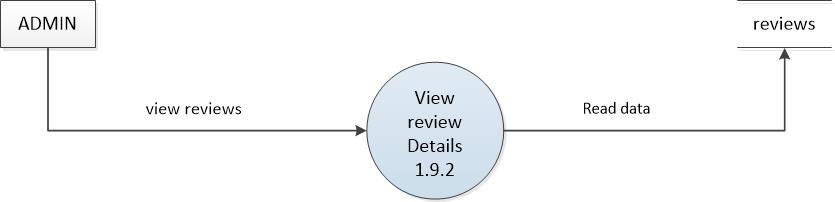 ADMIN
reviews
view reviews
View
review
Details
1.9.2
Read data